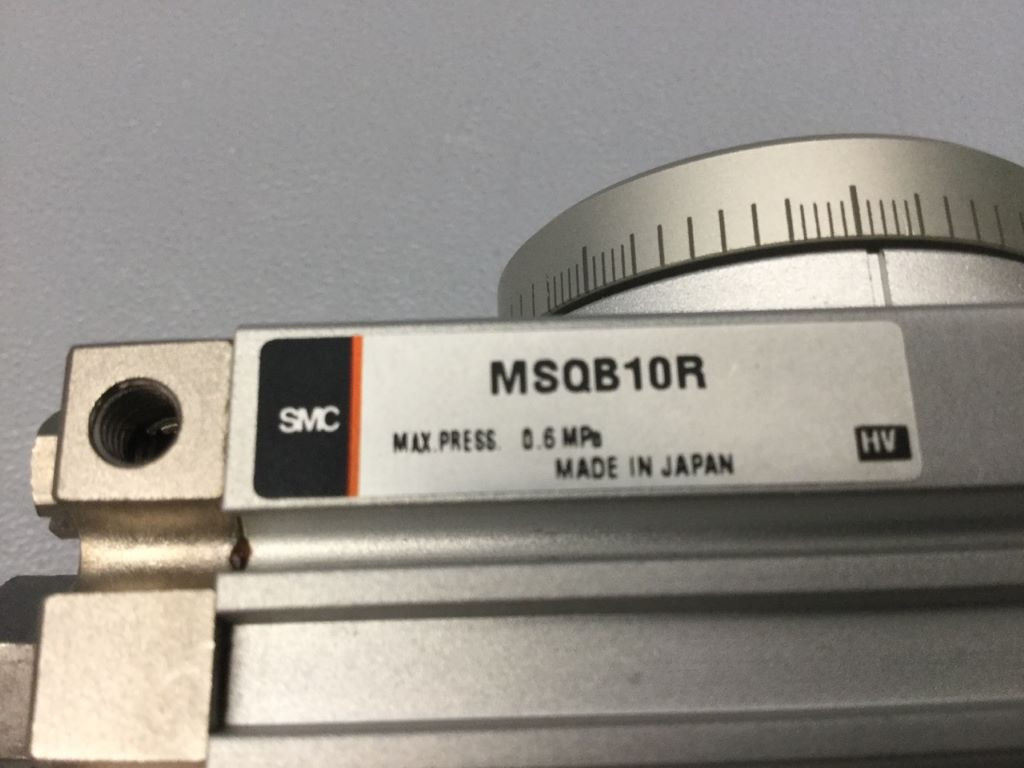 MSQB10R
SMC
MAX.PRESS. 0.6 MPa
MADE IN JAPAN
HV